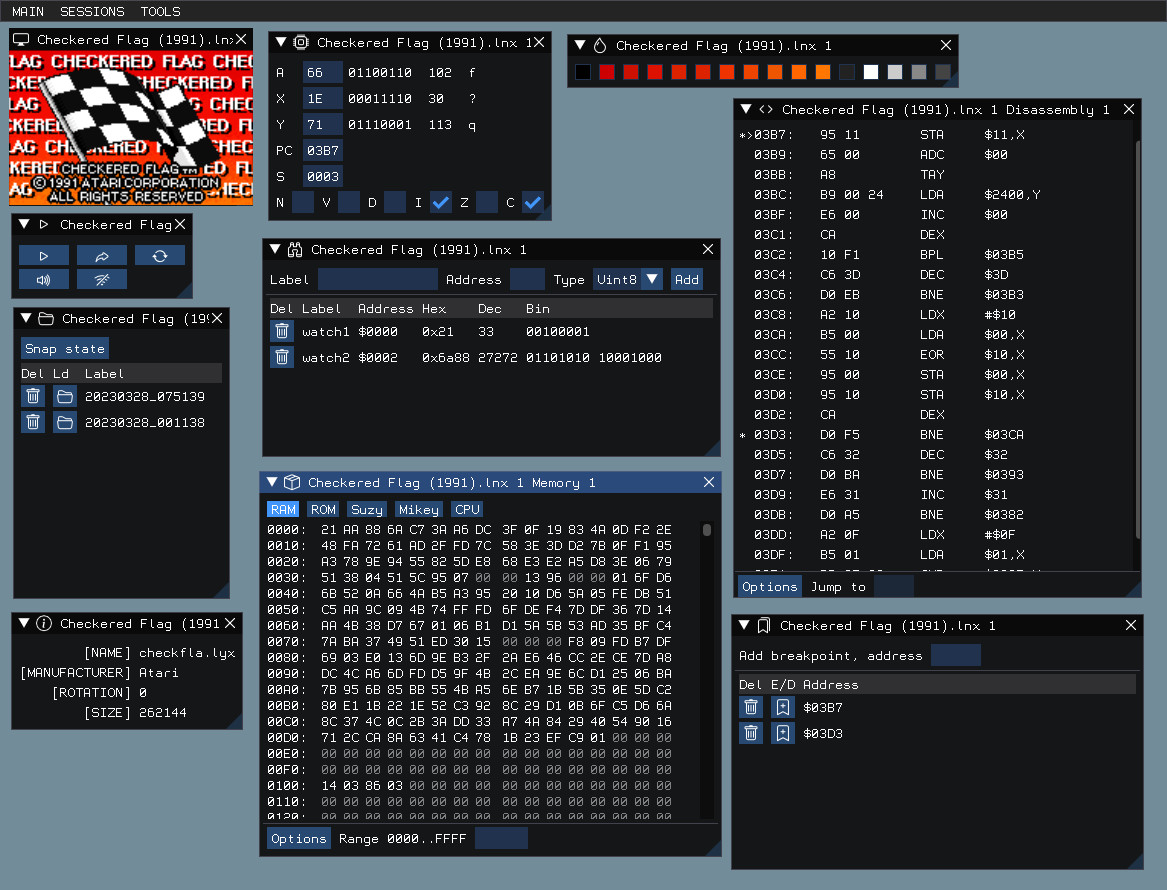 MAIN SESSIONS TOOLS
Checkered Flag (1991).ln
LAG CHECKERED FLAG CHEC
CHECKERED FLAG™
©1991 ATARI CORPORATION
ALL RIGHTS RESERVED
Checkered Flag
Checkered Flag (19
Snap state
Del Ld Label
20230328_075139
20230328_001138
Checkered Flag (1991
[NAME] checkfla.lyx
[MANUFACTURER] Atari
[ROTATION] 0
[SIZE] 262144
Checkered Flag (1991).lnx 1
A 66 01100110 102 f
X 1E 00011110 30 ?
Y 71 01110001 113 q
PC 03B7
S 0003
N V D I Z C
Checkered Flag (1991).lnx 1
Label Address Type Uint8 Add
Del Label Address Hex Dec Bin
watch1 $0000 0x21 33 00100001
watch2 $0002 0x6a88 27272 01101010 10001000
Checkered Flag (1991).lnx 1 Memory 1
RAM ROM Suzy Mikey CPU
0000: 21 AA 88 6A C7 3A A6 DC 3F 0F 19 83 4A 0D F2 2E
0010: 48 FA 72 61 AD 2F FD 7C 58 3E 3D D2 7B 0F F1 95
0020: A3 78 9E 94 55 82 5D E8 68 E3 E2 A5 D8 3E 06 79
0030: 51 38 04 51 5C 95 07 00 00 13 96 00 00 01 6F D6
0040: 6B 52 0A 66 4A B5 A3 95 20 10 D6 5A 05 FE DB 51
0050: C5 AA 9C 09 4B 74 FF FD 6F DE F4 7D DF 36 7D 14
0060: AA 4B 38 D7 67 01 06 B1 D1 5A 5B 53 AD 35 BF C4
0070: 7A BA 37 49 51 ED 30 15 00 00 00 F8 09 FD B7 DF
0080: 69 03 E0 13 6D 9E B3 2F 2A E6 46 CC 2E CE 7D A8
0090: DC 4C A6 6D FD D5 9F 4B 2C EA 9E 6C D1 25 06 BA
00A0: 7B 95 6B 85 BB 55 4B A5 6E B7 1B 5B 35 0E 5D C2
00B0: 80 E1 1B 22 1E 52 C3 92 8C 29 D1 0B 6F C5 D6 6A
00C0: 8C 37 4C 0C 2B 3A DD 33 A7 4A 84 29 40 54 90 16
00D0: 71 2C CA 8A 63 41 C4 78 1B 23 EF C9 01 00 00 00
00E0: 00 00 00 00 00 00 00 00 00 00 00 00 00 00 00 00
00F0: 00 00 00 00 00 00 00 00 00 00 00 00 00 00 00 00
0100: 14 03 86 03 00 00 00 00 00 00 00 00 00 00 00 00
0110: 00 00 00 00 00 00 00 00 00 00 00 00 00 00 00 00
0120: 00 00 00 00 00 00 00 00 00 00 00 00 00 00 00 00
Options Range 0000..FFFF
Checkered Flag (1991).lnx 1
Checkered Flag (1991).lnx 1 Disassembly 1
*>03B7: 95 11 STA $11,X
03B9: 65 00 ADC $00
03BB: A8 TAY
03BC: B9 00 24 LDA $2400,Y
03BF: E6 00 INC $00
03C1: CA DEX
03C2: 10 F1 BPL $03B5
03C4: C6 3D DEC $3D
03C6: D0 EB BNE $03B3
03C8: A2 10 LDX #$10
03CA: B5 00 LDA $00,X
03CC: 55 10 EOR $10,X
03CE: 95 00 STA $00,X
03D0: 95 10 STA $10,X
03D2: CA DEX
* 03D3: D0 F5 BNE $03CA
03D5: C6 32 DEC $32
03D7: D0 BA BNE $0393
03D9: E6 31 INC $31
03DB: D0 A5 BNE $0382
03DD: A2 0F LDX #$0F
03DF: B5 01 LDA $01,X
Options Jump to
Checkered Flag (1991).lnx 1
Add breakpoint, address
Del E/D Address
$03B7
$03D3